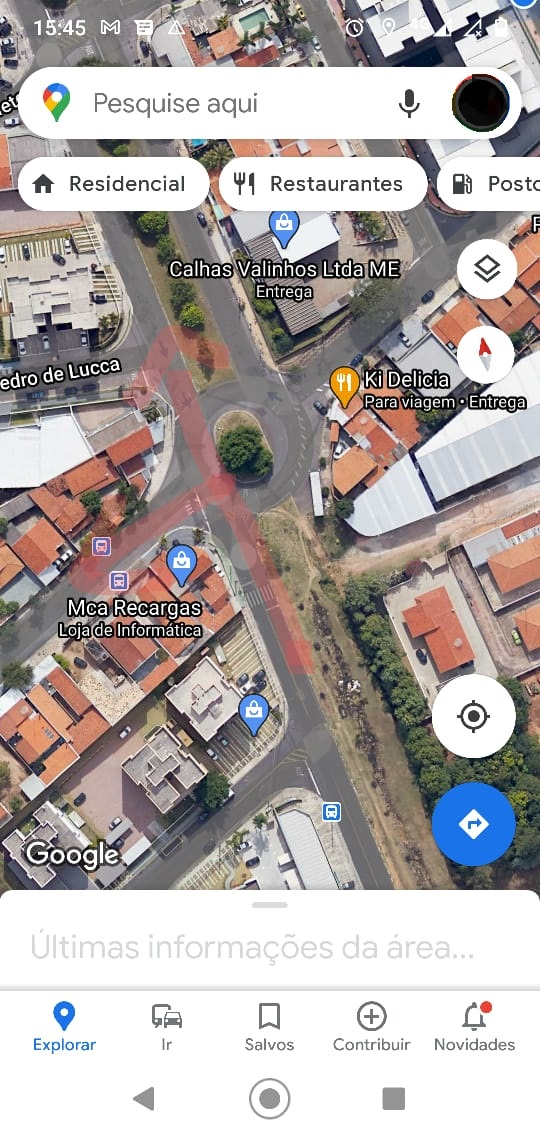 15:45
4G
Pesquise aqui
Residencial
Restaurantes
Posto
Calhas Valinhos Ltda ME
Entrega
edro de Lucca
Ki Delicia
Para viagem • Entrega
Mca Recargas
Loja de Informática
Google
Últimas informações da área...
Explorar
Ir
Salvos
Contribuir
Novidades